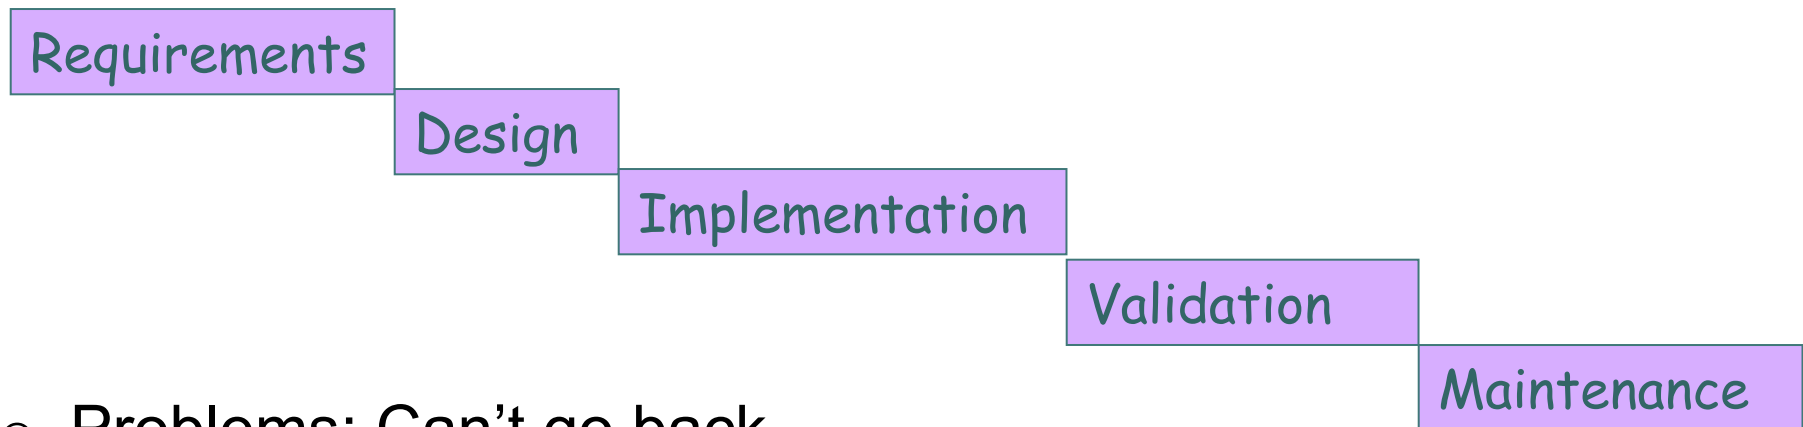 Requirements
Design
Implementation
Validation
Maintenance
Problems: Can't go back